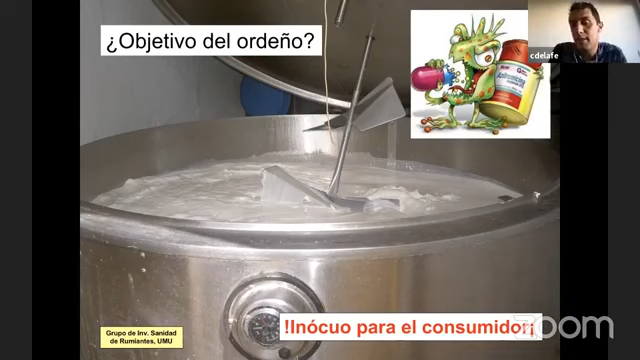 ¿Objetivo del ordeño?
cdelafe
Grupo de Inv. Sanidad
de Rumiantes, UMU
!Inócuo para el consumidor¡
zoom